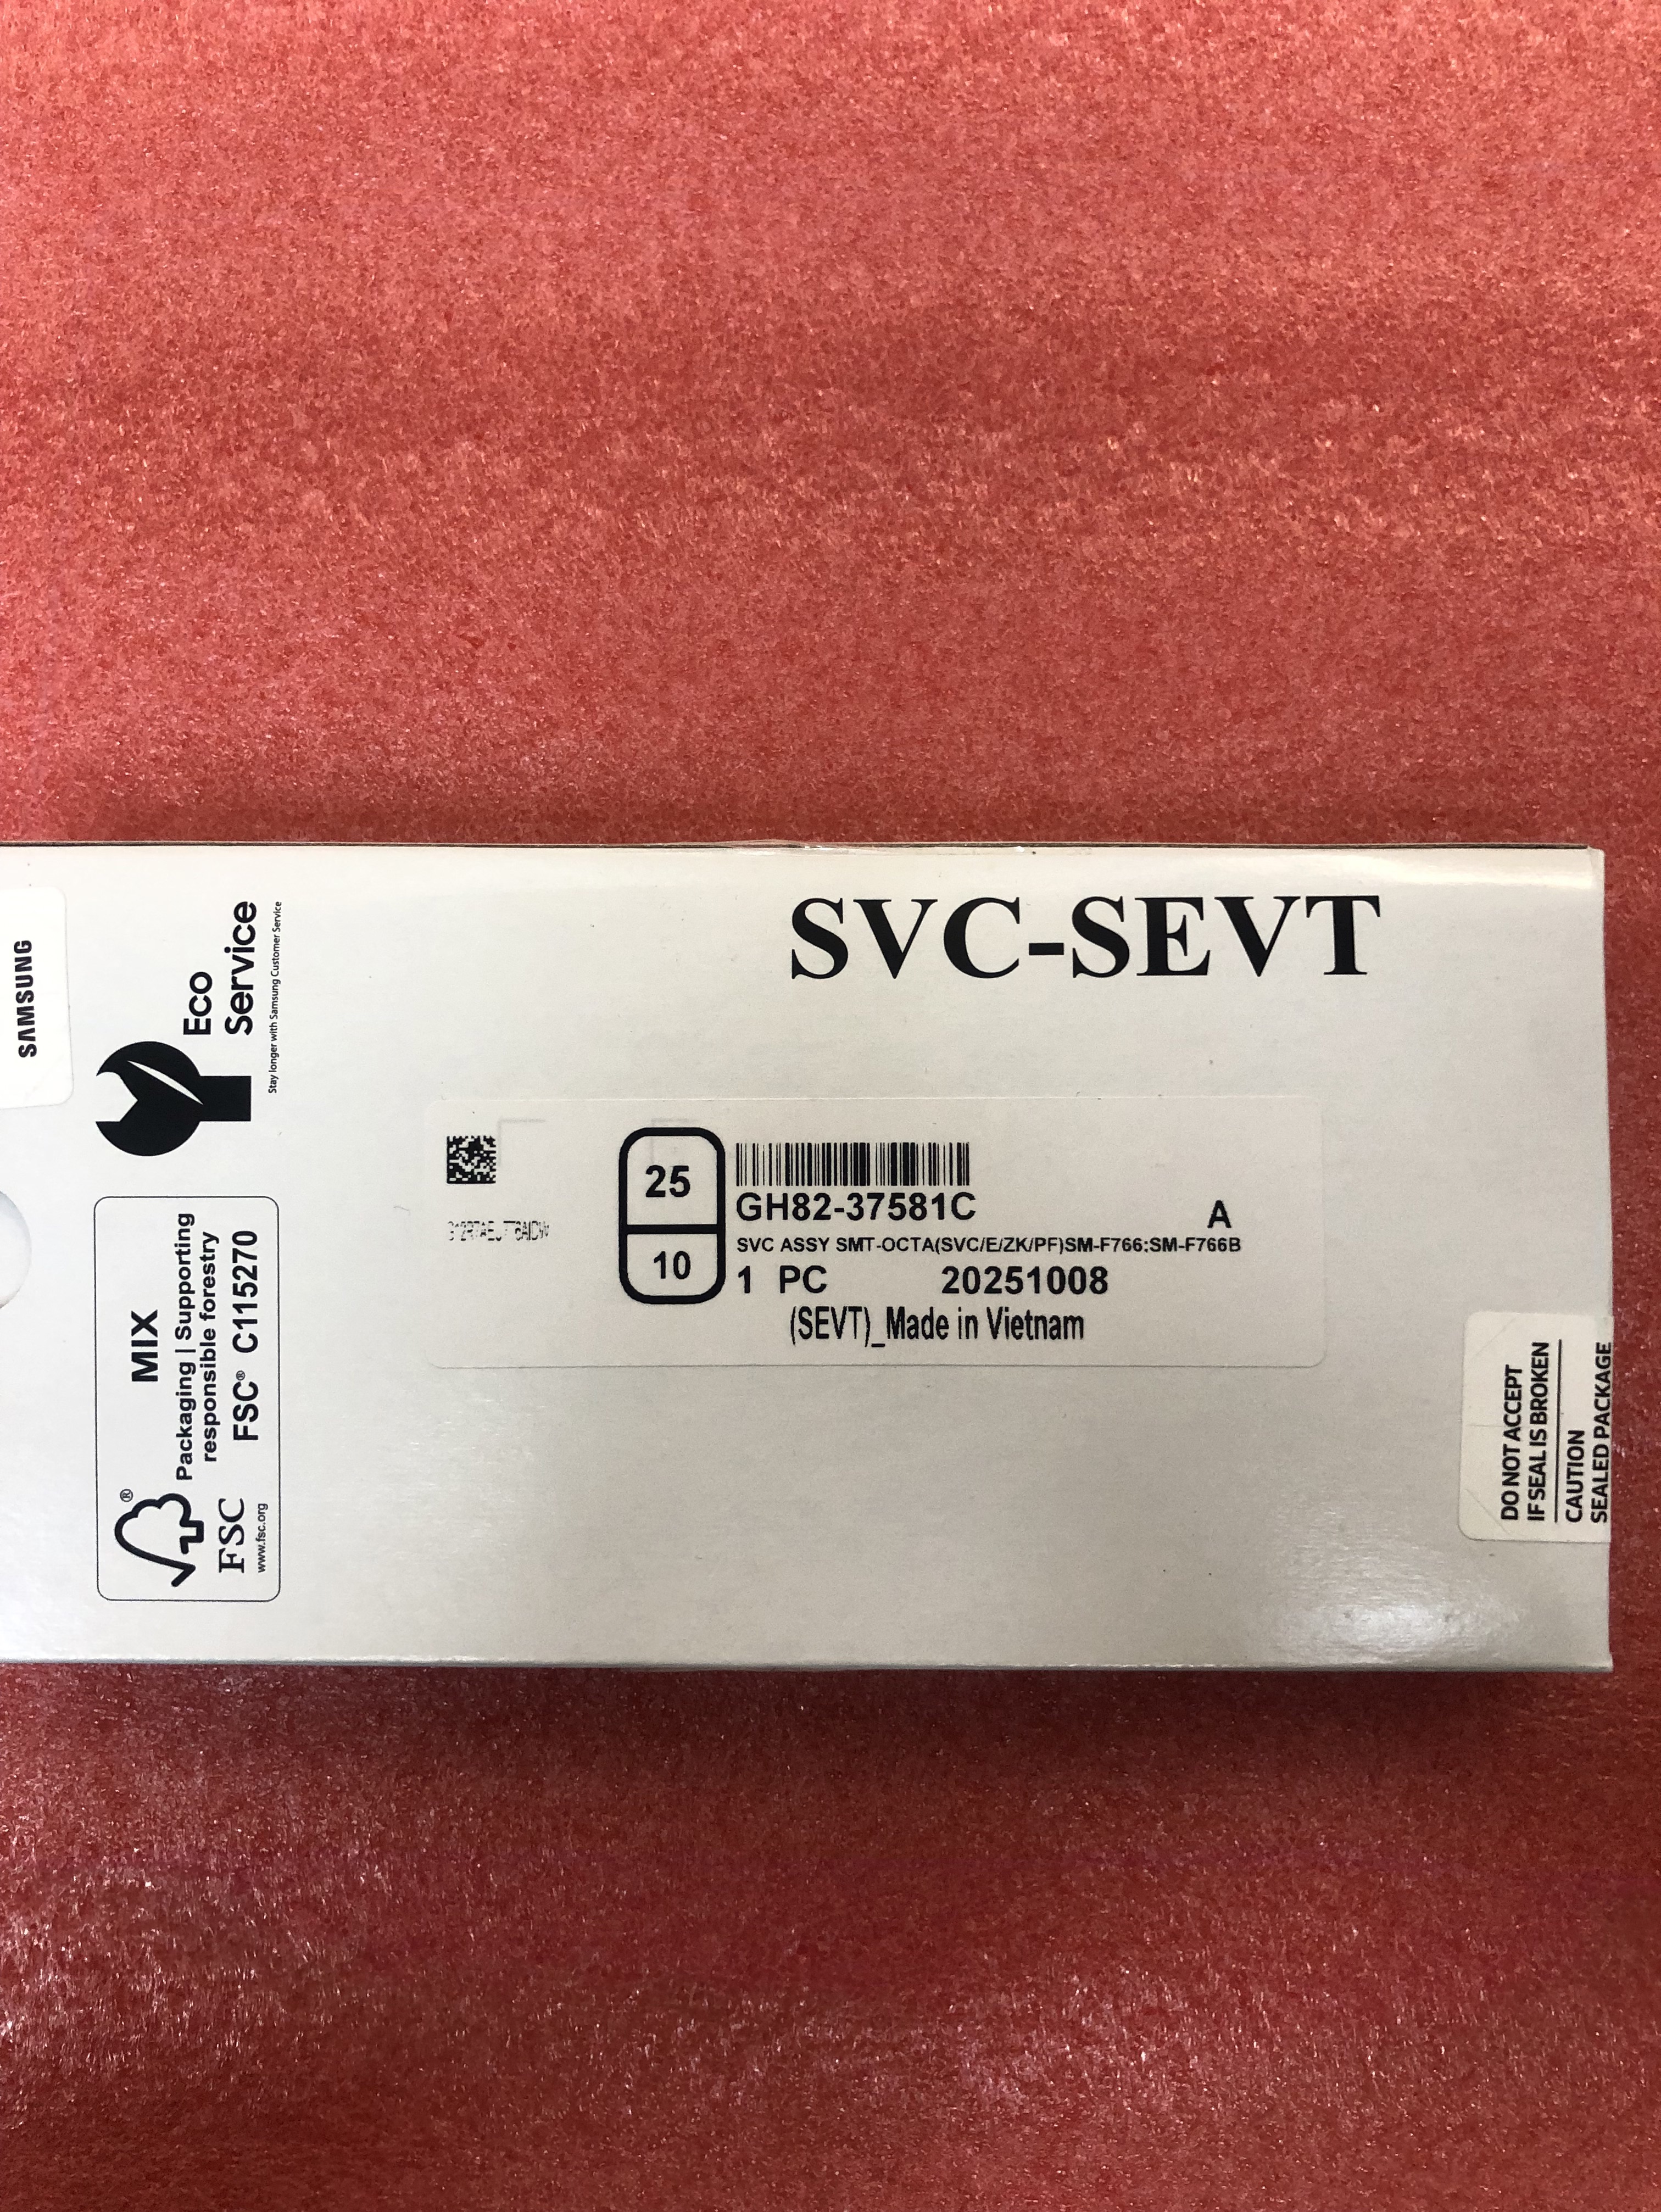 SAMSUNG
Eco
Service
Stay longer with Samsung Customer Service
MIX
Packaging | Supporting
responsible forestry
FSC® C115270
®
FSC
www.fsc.org
SVC-SEVT
25
10
GH82-37581C
A
SVC ASSY SMT-OCTA(SVC/E/ZK/PF)SM-F766:SM-F766B
1 PC 20251008
(SEVT)_Made in Vietnam
DO NOT ACCEPT
IF SEAL IS BROKEN
CAUTION
SEALED PACKAGE